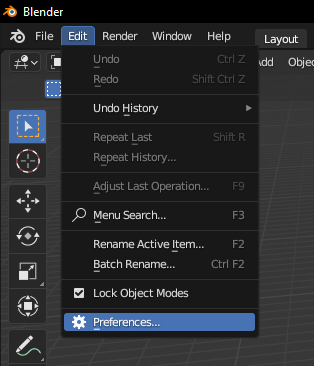 Blender
File Edit Render Window Help Layout
Add Objec
Undo Ctrl Z
Redo Shift Ctrl Z
Undo History
Repeat Last Shift R
Repeat History...
Adjust Last Operation... F9
Menu Search... F3
Rename Active Item... F2
Batch Rename... Ctrl F2
Lock Object Modes
Preferences...